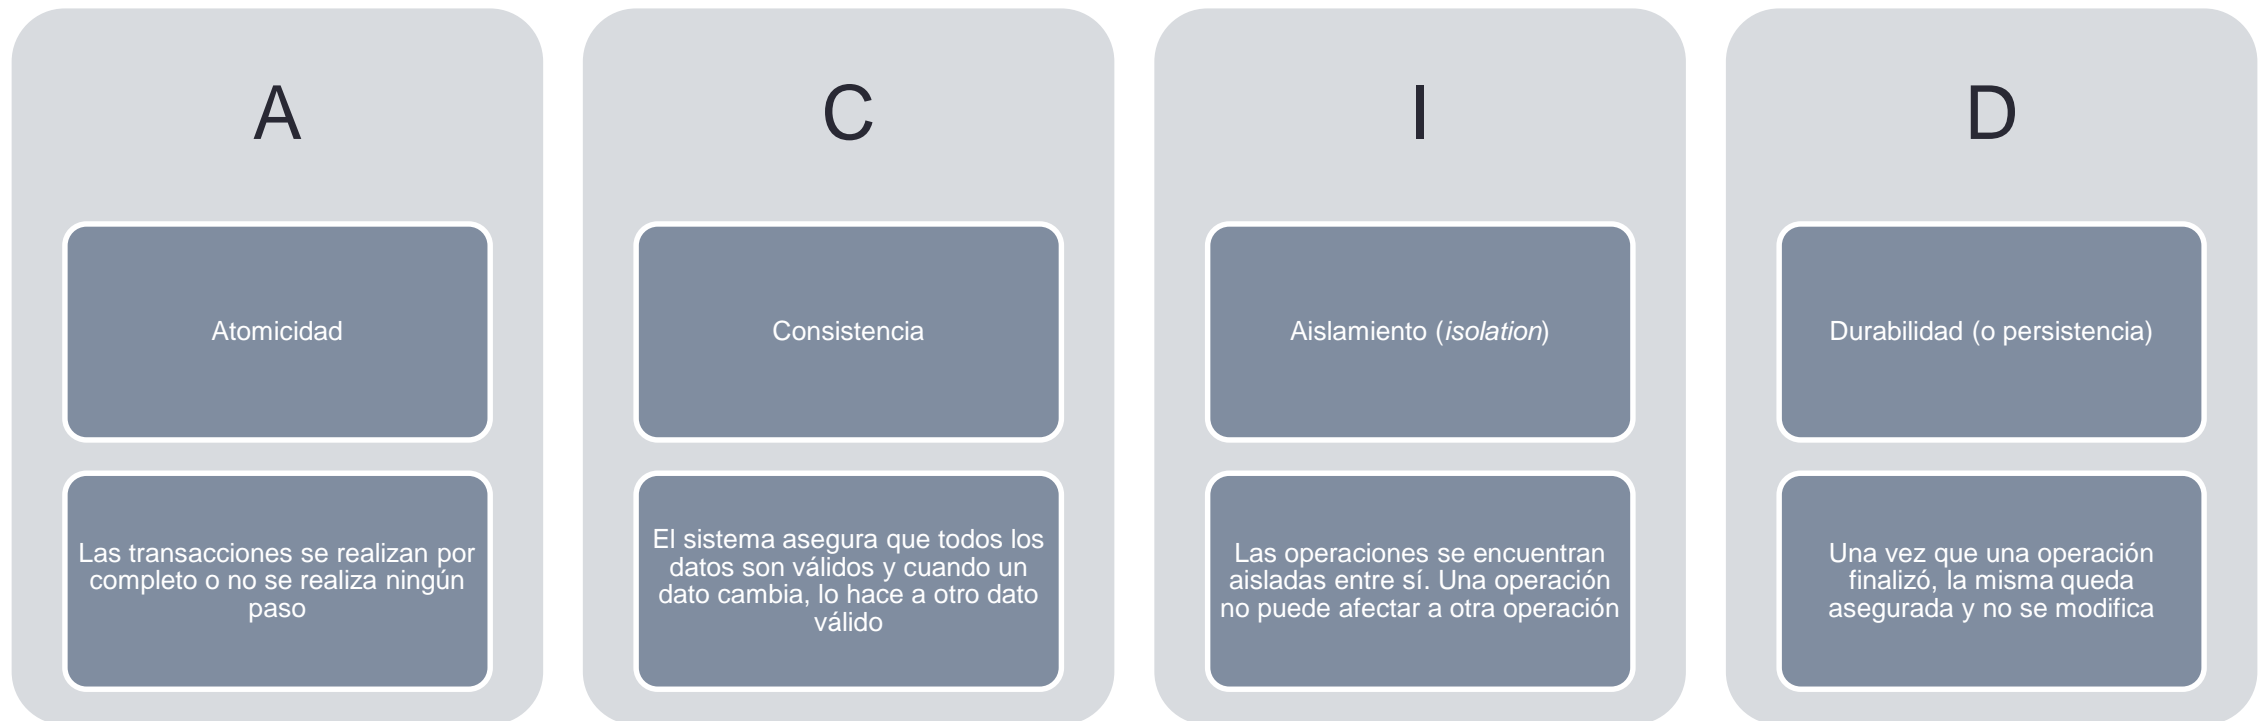 A
Atomicidad
Las transacciones se realizan por
completo o no se realiza ningún
paso
C
Consistencia
El sistema asegura que todos los
datos son válidos y cuando un
dato cambia, lo hace a otro dato
válido
I
Aislamiento (isolation)
Las operaciones se encuentran
aisladas entre sí. Una operación
no puede afectar a otra operación
D
Durabilidad (o persistencia)
Una vez que una operación
finalizó, la misma queda
asegurada y no se modifica